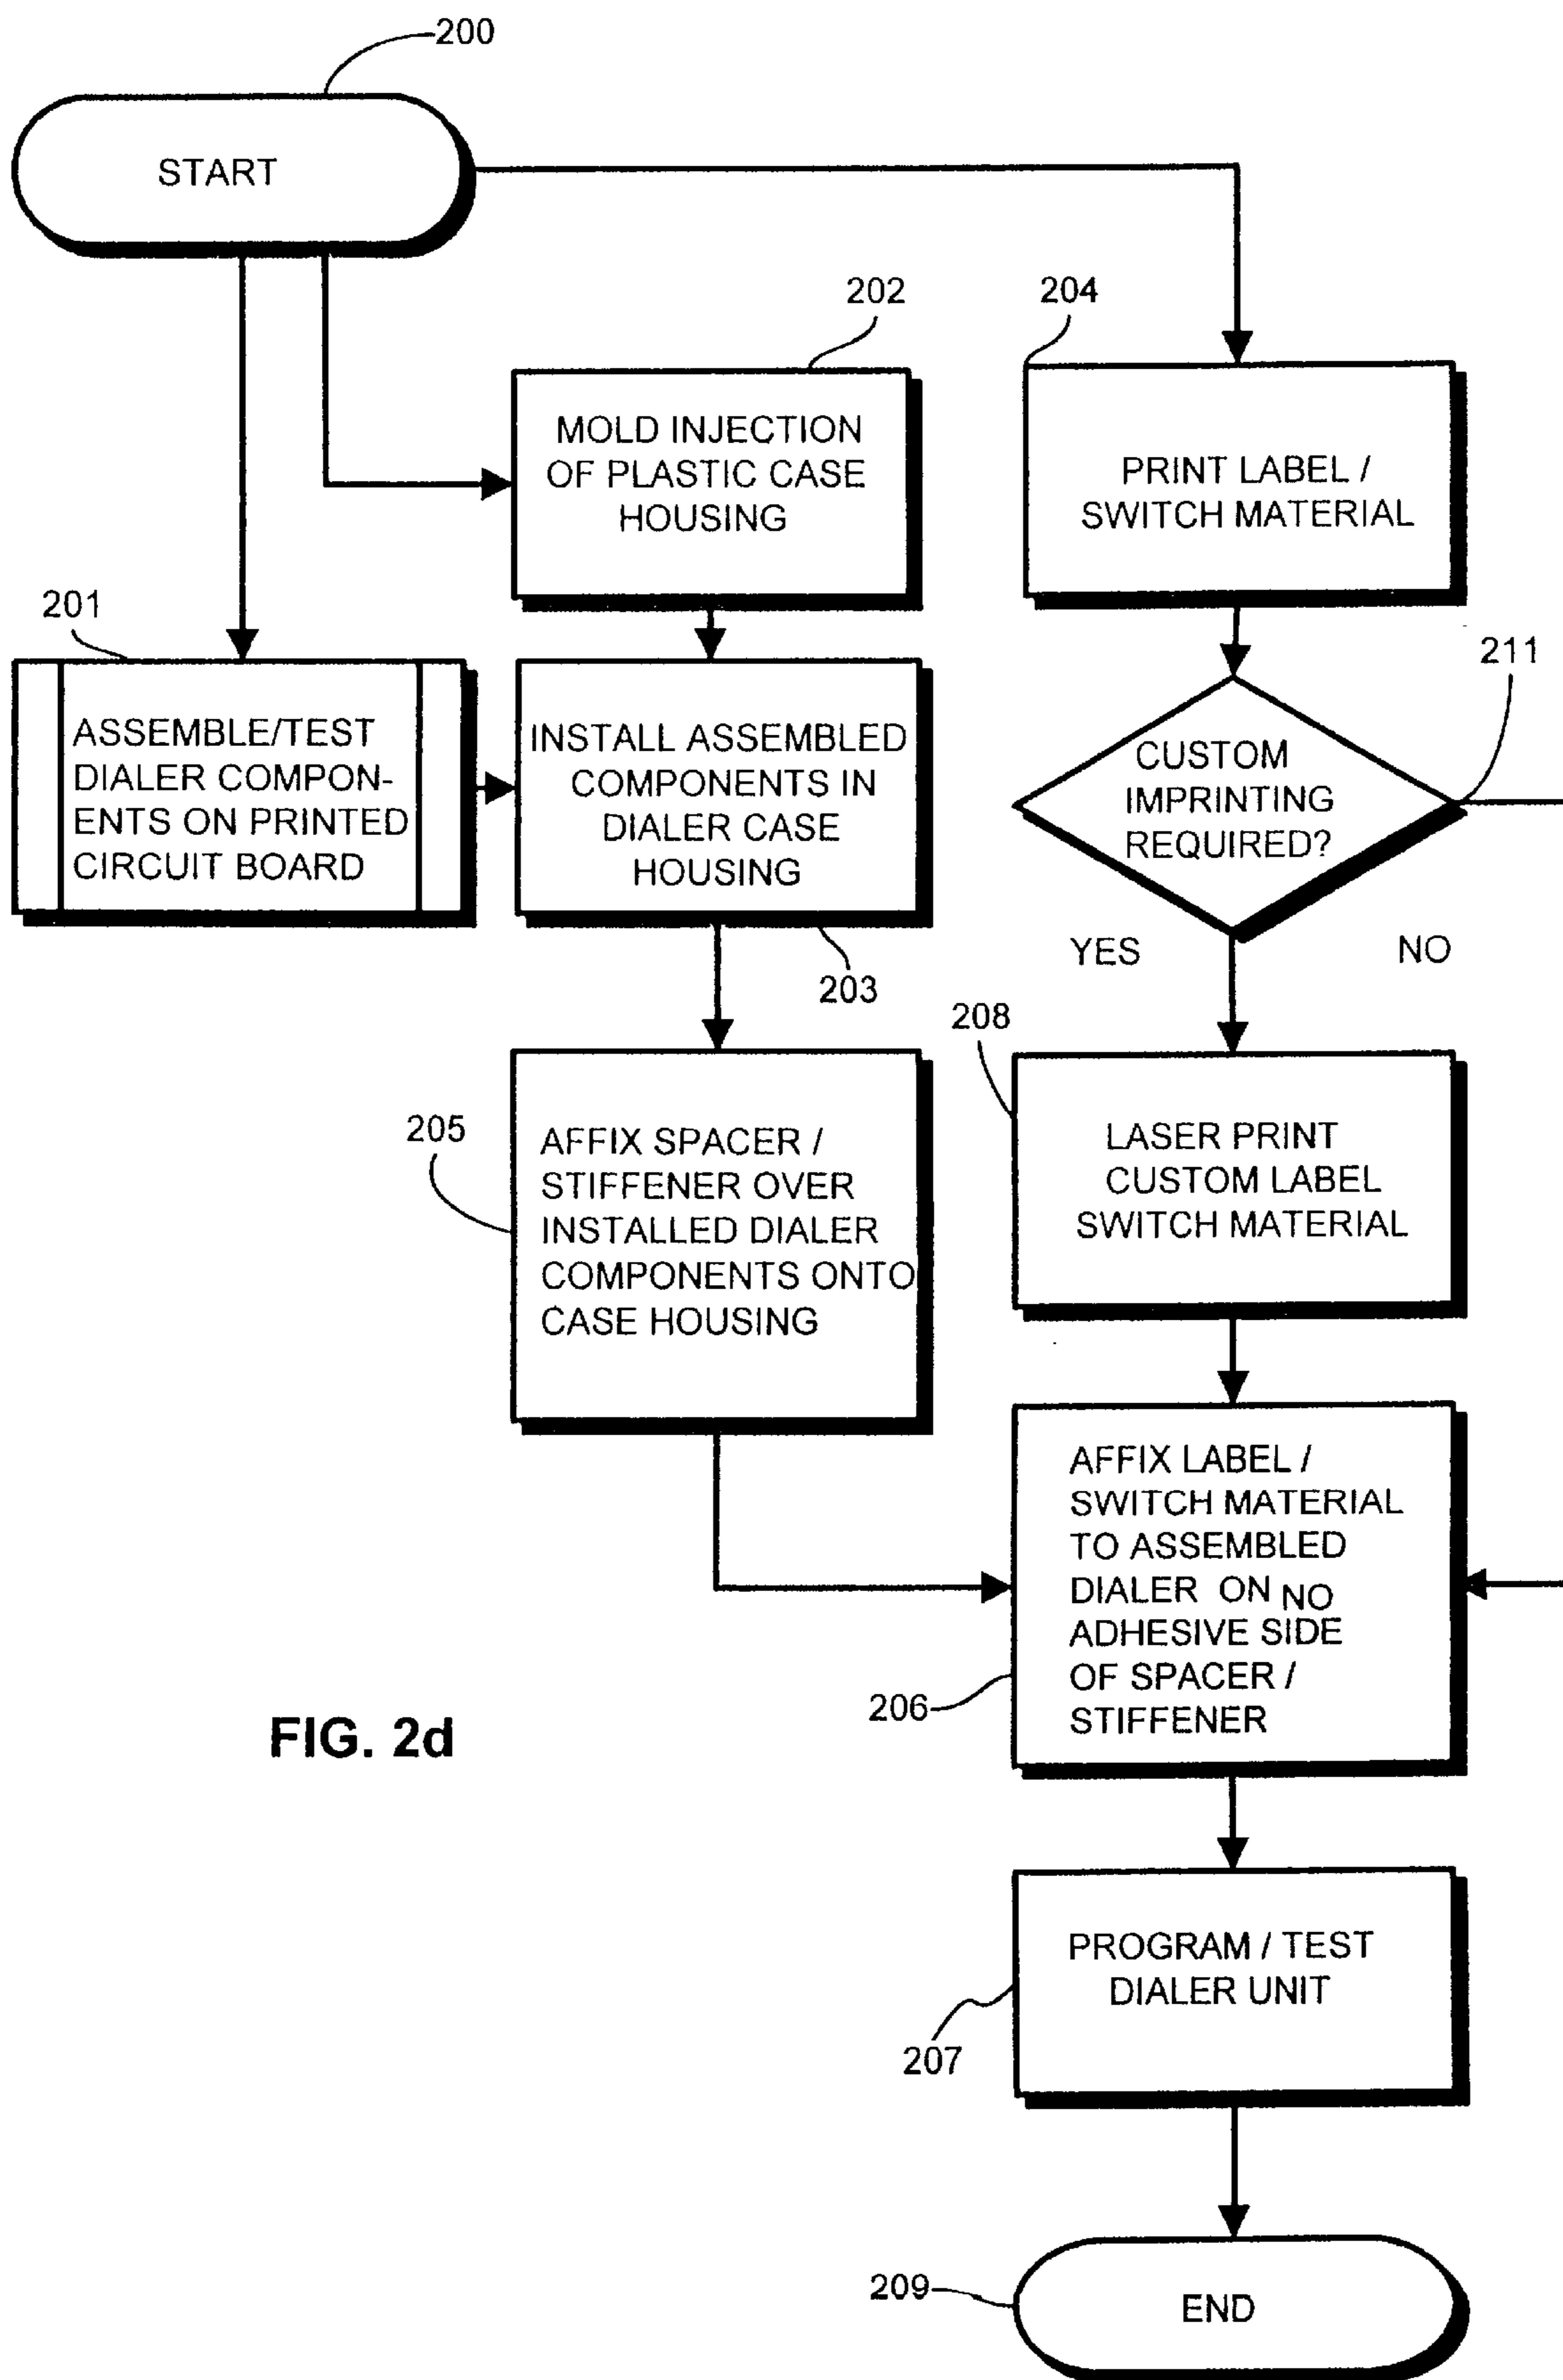 200
START
202
MOLD INJECTION
OF PLASTIC CASE
HOUSING
204
PRINT LABEL /
SWITCH MATERIAL
201
ASSEMBLE/TEST
DIALER COMPON-
ENTS ON PRINTED
CIRCUIT BOARD
INSTALL ASSEMBLED
COMPONENTS IN
DIALER CASE
HOUSING
203
211
CUSTOM
IMPRINTING
REQUIRED?
YES
NO
205
AFFIX SPACER /
STIFFENER OVER
INSTALLED DIALER
COMPONENTS ONTO
CASE HOUSING
208
LASER PRINT
CUSTOM LABEL
SWITCH MATERIAL
AFFIX LABEL /
SWITCH MATERIAL
TO ASSEMBLED
DIALER ON NO
ADHESIVE SIDE
OF SPACER /
STIFFENER
206
FIG. 2d
PROGRAM / TEST
DIALER UNIT
207
209
END